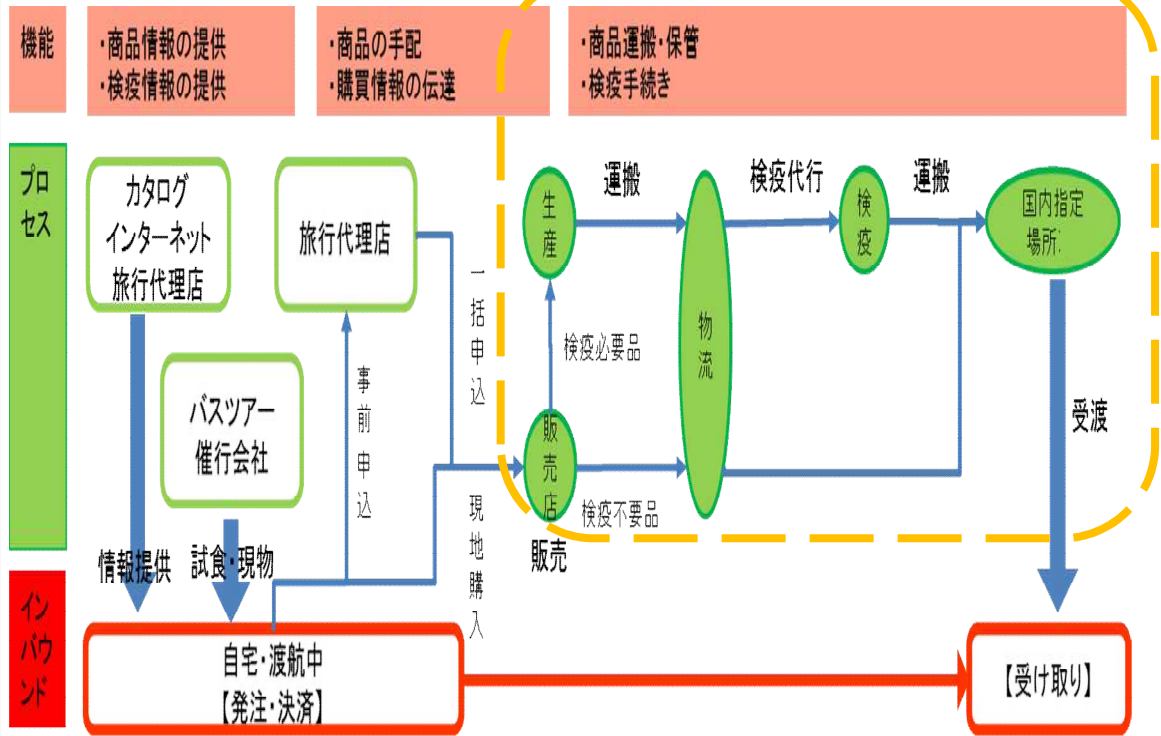 機能
・商品情報の提供
・検疫情報の提供
・商品の手配
・購買情報の伝達
・商品運搬・保管
・検疫手続き
プロ
セス
カタログ
インターネット
旅行代理店
旅行代理店
バスツアー
催行会社
情報提供
試食・現物
事前申込
一括申込
現地購入
生産
運搬
検疫代行
検疫
運搬
国内指定
場所:
検疫必要品
物流
販売店
検疫不要品
販売
受渡
イン
バウ
ンド
自宅・渡航中
【発注・決済】
【受け取り】